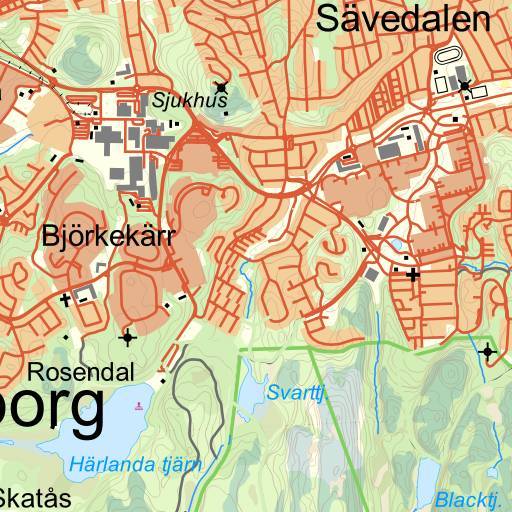 Sävedalen
Sjukhus
Björkekärr
Rosendal
borg
Svarttj.
Härlanda tjärn
Skatås
Blacktj.